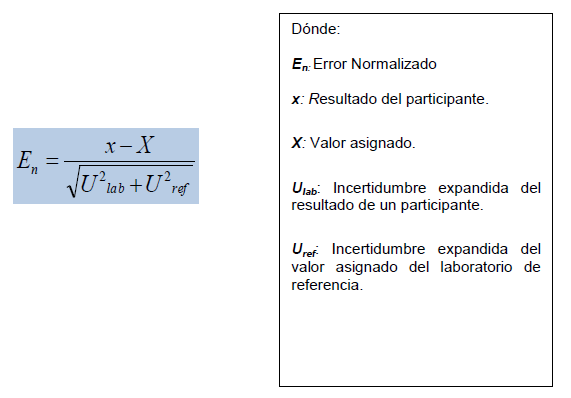 E_n = (x − X) / √(U²_lab + U²_ref)
Dónde:
E_n: Error Normalizado
x: Resultado del participante.
X: Valor asignado.
U_lab: Incertidumbre expandida del
resultado de un participante.
U_ref: Incertidumbre expandida del
valor asignado del laboratorio de
referencia.